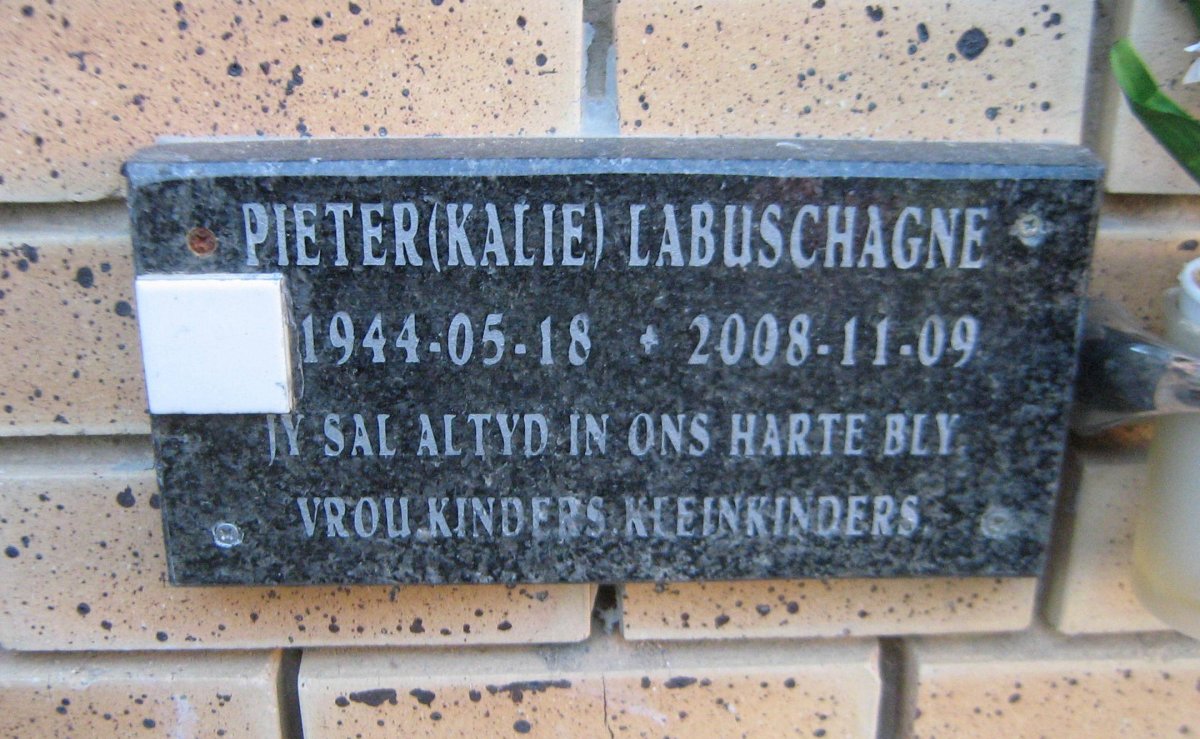 PIETER(KALIE) LABUSCHAGNE
1944-05-18 + 2008-11-09
JY SAL ALTYD IN ONS HARTE BLY
VROU.KINDERS.KLEINKINDERS